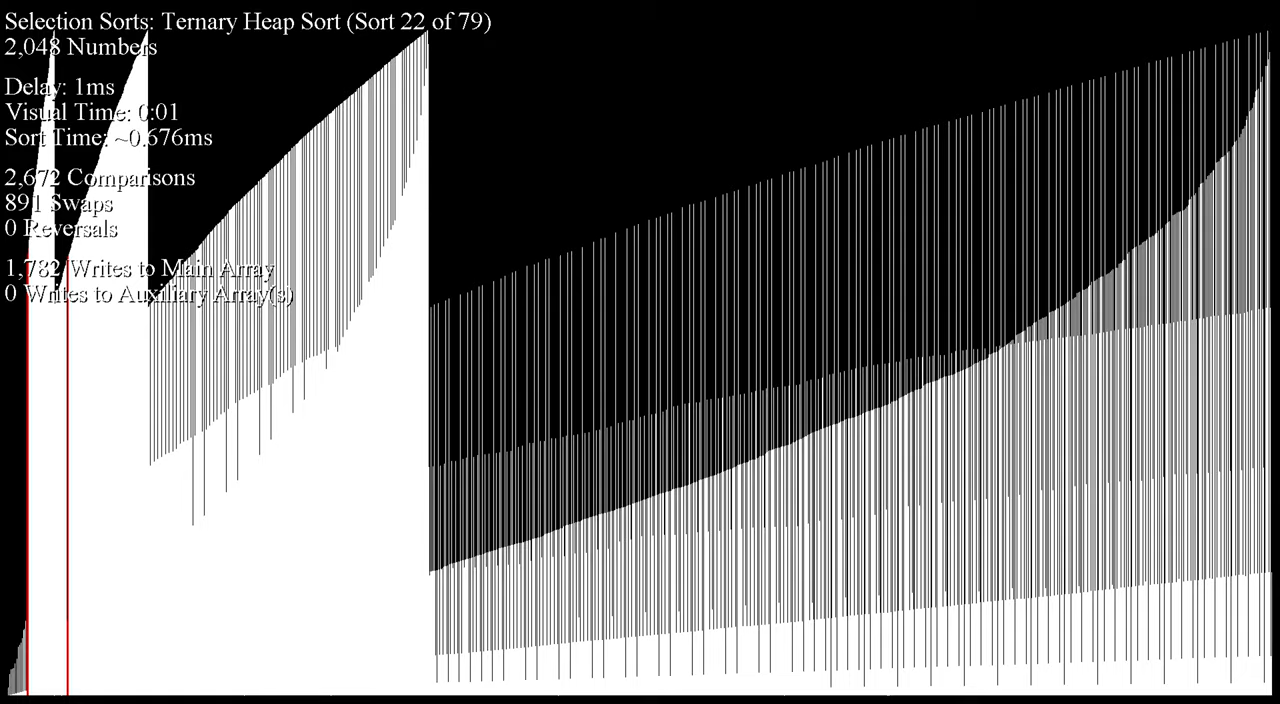 Selection Sorts: Ternary Heap Sort (Sort 22 of 79)
2,048 Numbers
Delay: 1ms
Visual Time: 0:01
Sort Time: ~0.676ms
2,672 Comparisons
891 Swaps
0 Reversals
1,782 Writes to Main Array
0 Writes to Auxiliary Array(s)